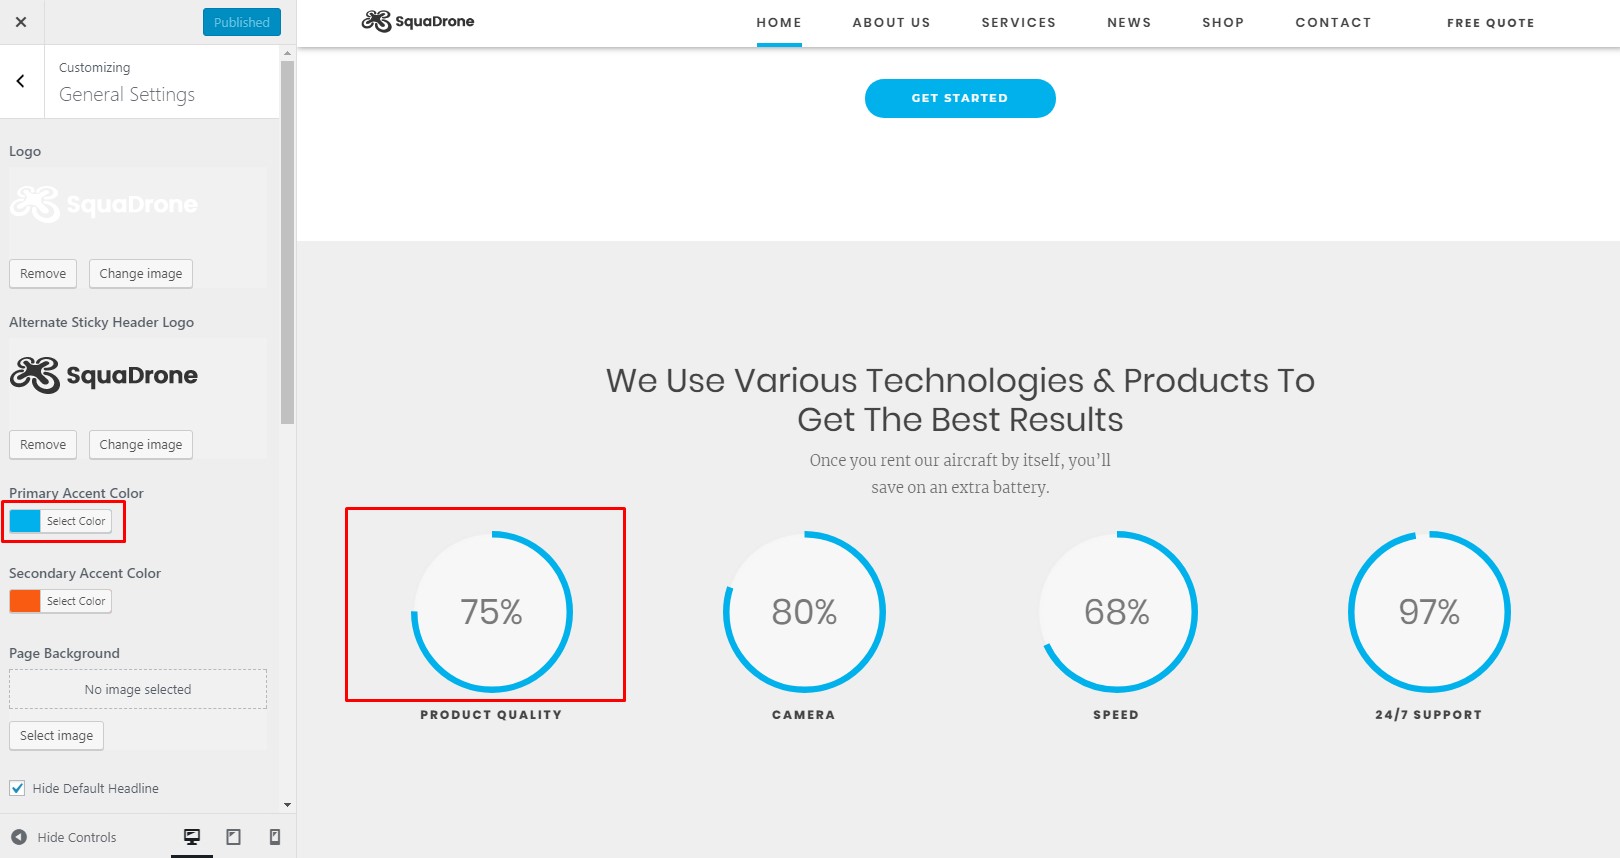 Published
Customizing
General Settings
Logo
SquaDrone
Remove
Change image
Alternate Sticky Header Logo
SquaDrone
Remove
Change image
Primary Accent Color
Select Color
Secondary Accent Color
Select Color
Page Background
No image selected
Select image
Hide Default Headline
Hide Controls
SquaDrone
HOME
ABOUT US
SERVICES
NEWS
SHOP
CONTACT
FREE QUOTE
GET STARTED
We Use Various Technologies & Products To
Get The Best Results
Once you rent our aircraft by itself, you’ll
save on an extra battery.
75%
80%
68%
97%
PRODUCT QUALITY
CAMERA
SPEED
24/7 SUPPORT